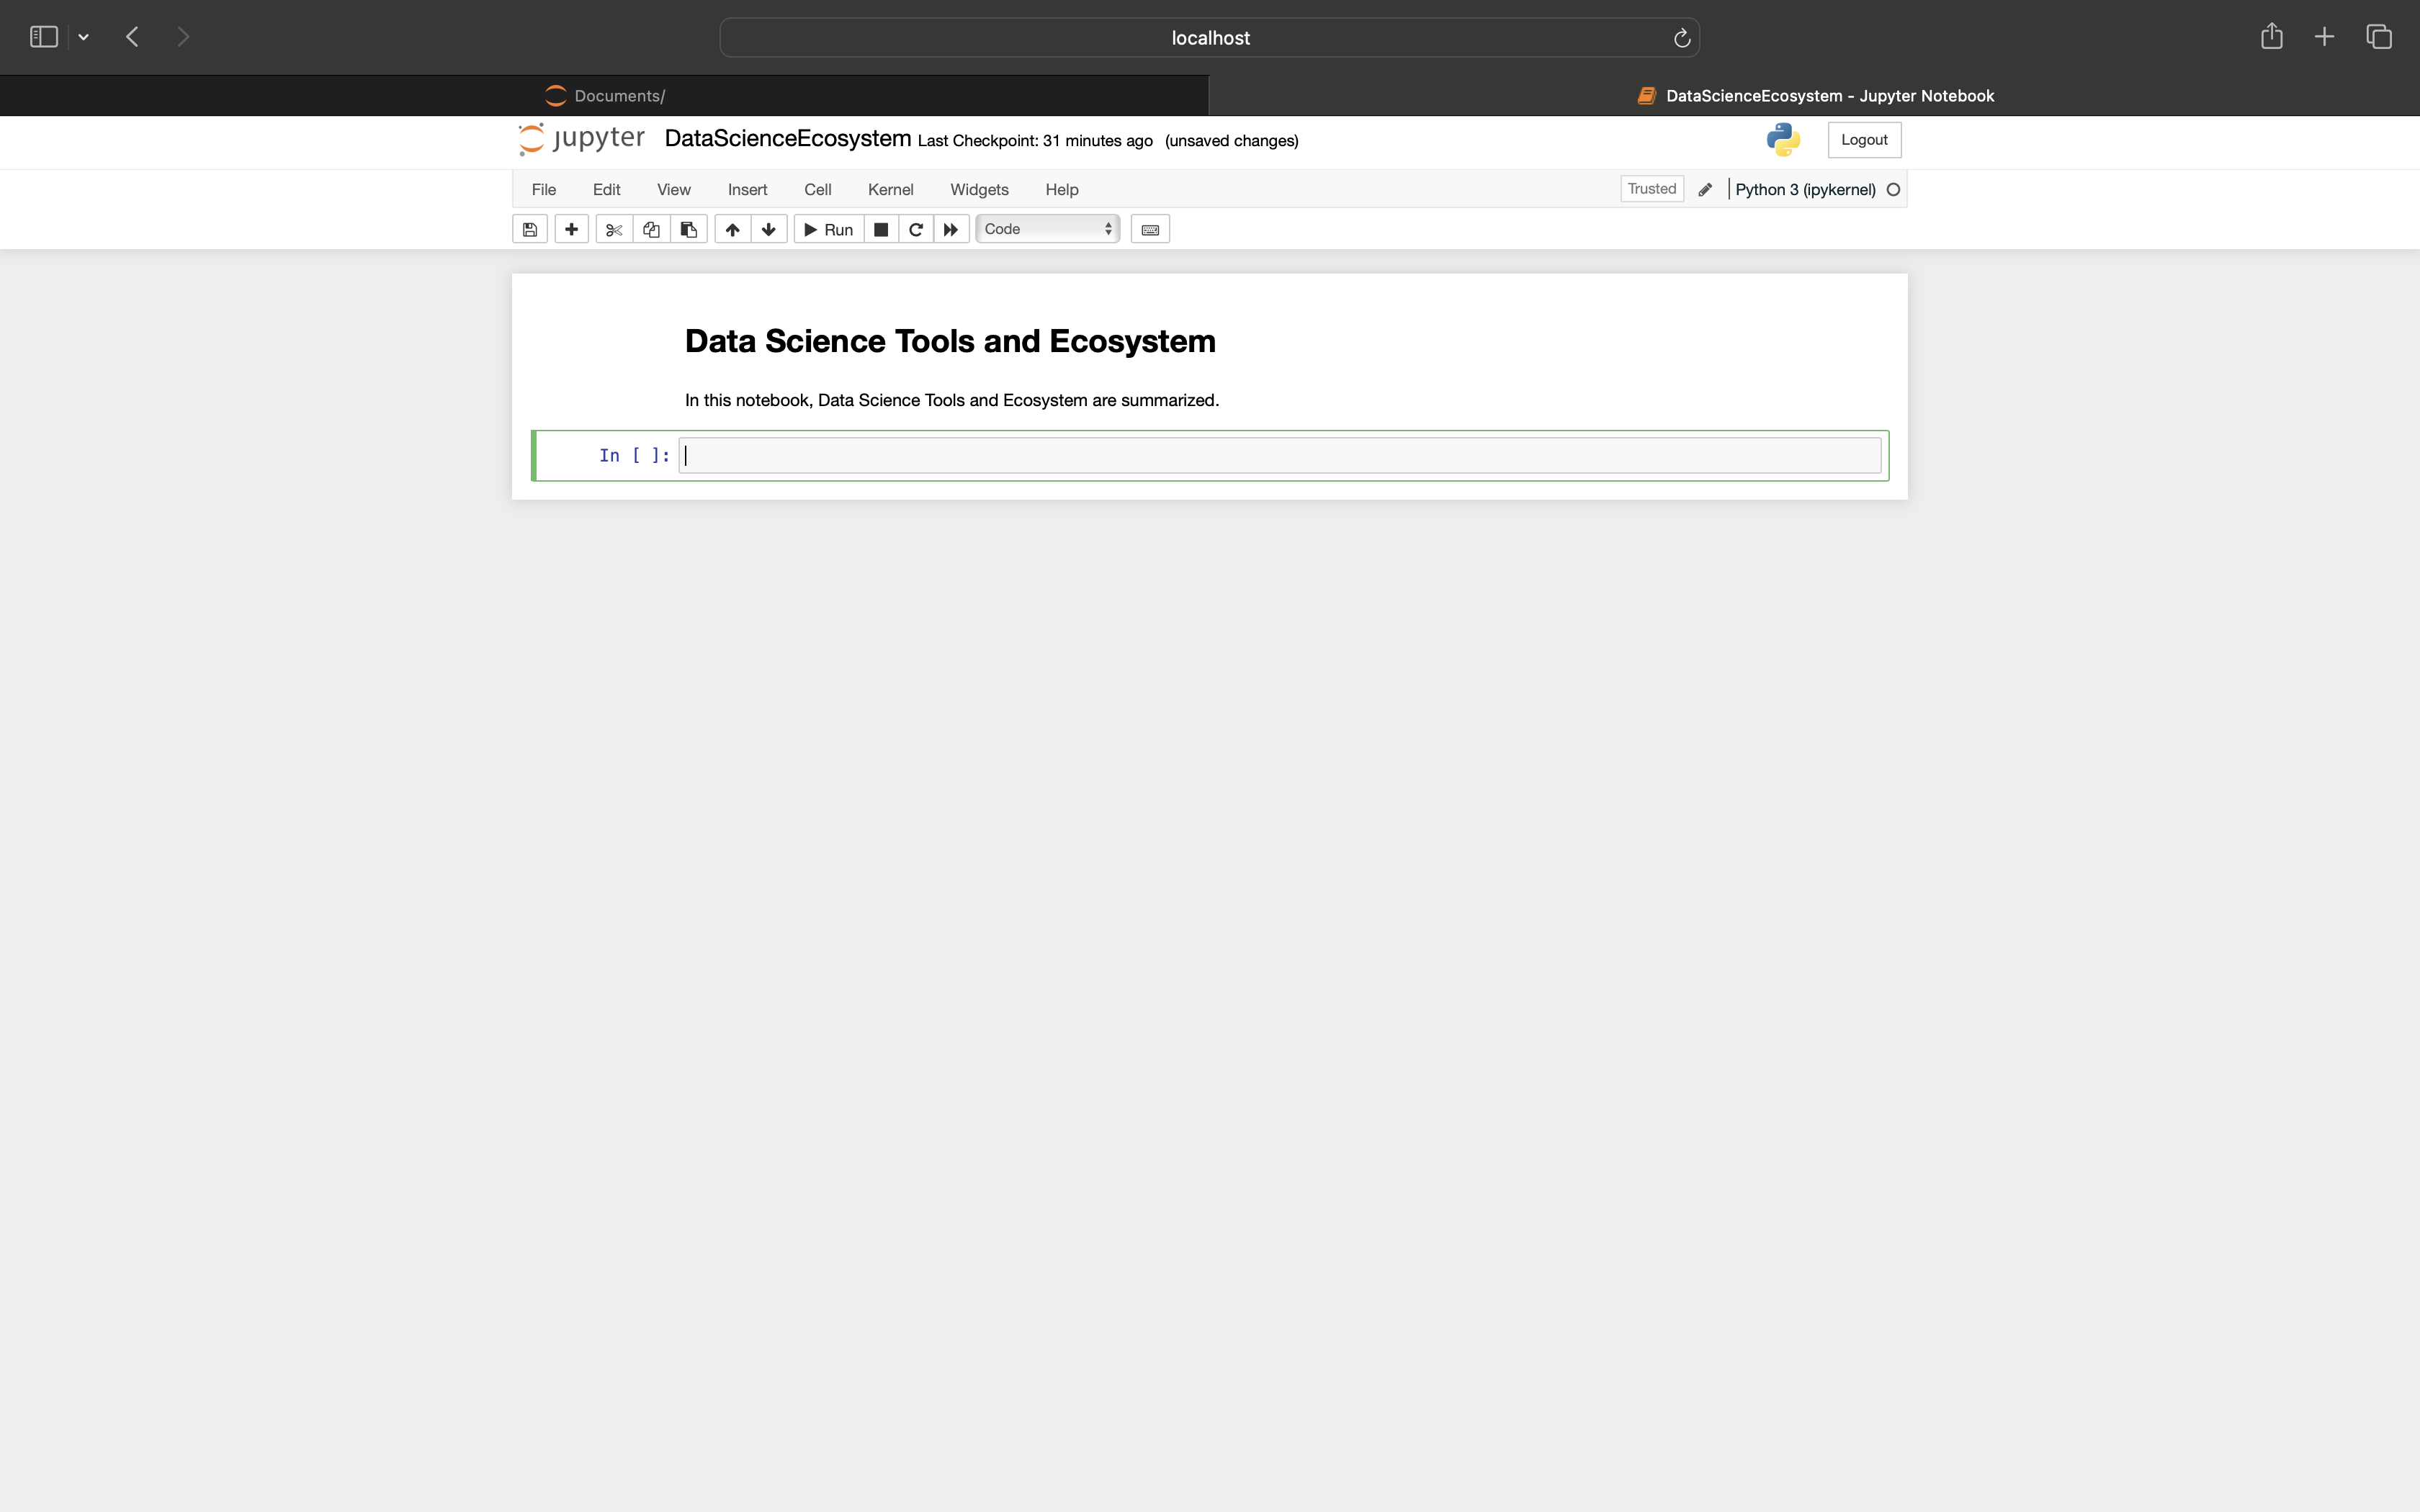 localhost
Documents/
DataScienceEcosystem - Jupyter Notebook
jupyter DataScienceEcosystem Last Checkpoint: 31 minutes ago (unsaved changes)
Logout
File Edit View Insert Cell Kernel Widgets Help
Trusted Python 3 (ipykernel)
Run Code
Data Science Tools and Ecosystem
In this notebook, Data Science Tools and Ecosystem are summarized.
In [ ]: